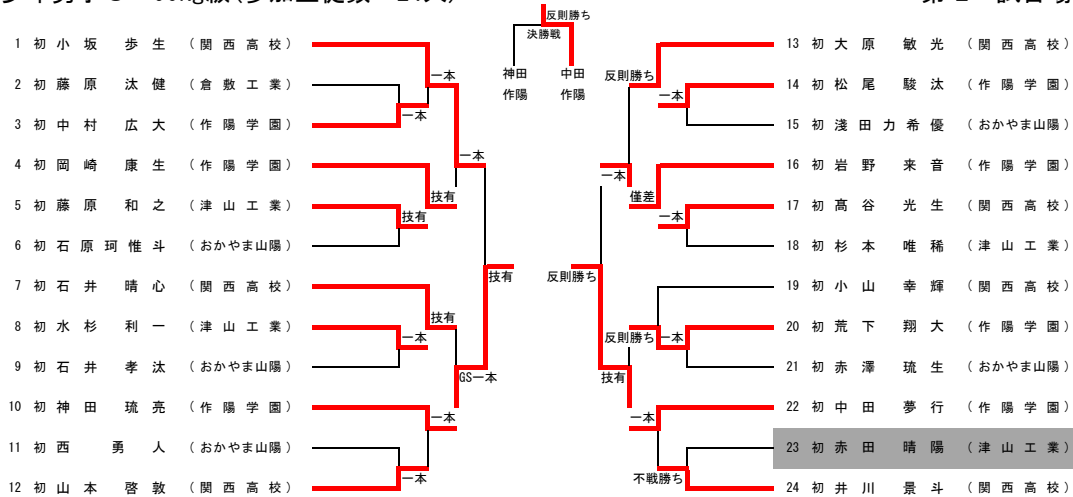 反則勝ち
決勝戦
神田 中田
作陽 作陽
1 初 小坂 歩生 (関西高校)
2 初 藤原 汰健 (倉敷工業)
3 初 中村 広大 (作陽学園)
4 初 岡崎 康生 (作陽学園)
5 初 藤原 和之 (津山工業)
6 初 石原珂惟斗 (おかやま山陽)
7 初 石井 晴心 (関西高校)
8 初 水杉 利一 (津山工業)
9 初 石井 孝汰 (おかやま山陽)
10 初 神田 琉亮 (作陽学園)
11 初 西 勇人 (おかやま山陽)
12 初 山本 啓敦 (関西高校)
一本
一本
一本
技有
技有
技有
技有
一本
GS一本
一本
一本
反則勝ち
一本
一本
僅差
一本
反則勝ち
反則勝ち
一本
技有
一本
不戦勝ち
13 初 大原 敏光 (関西高校)
14 初 松尾 駿汰 (作陽学園)
15 初 淺田力希優 (おかやま山陽)
16 初 岩野 来音 (作陽学園)
17 初 髙谷 光生 (関西高校)
18 初 杉本 唯稀 (津山工業)
19 初 小山 幸輝 (関西高校)
20 初 荒下 翔大 (作陽学園)
21 初 赤澤 琉生 (おかやま山陽)
22 初 中田 夢行 (作陽学園)
23 初 赤田 晴陽 (津山工業)
24 初 井川 景斗 (関西高校)